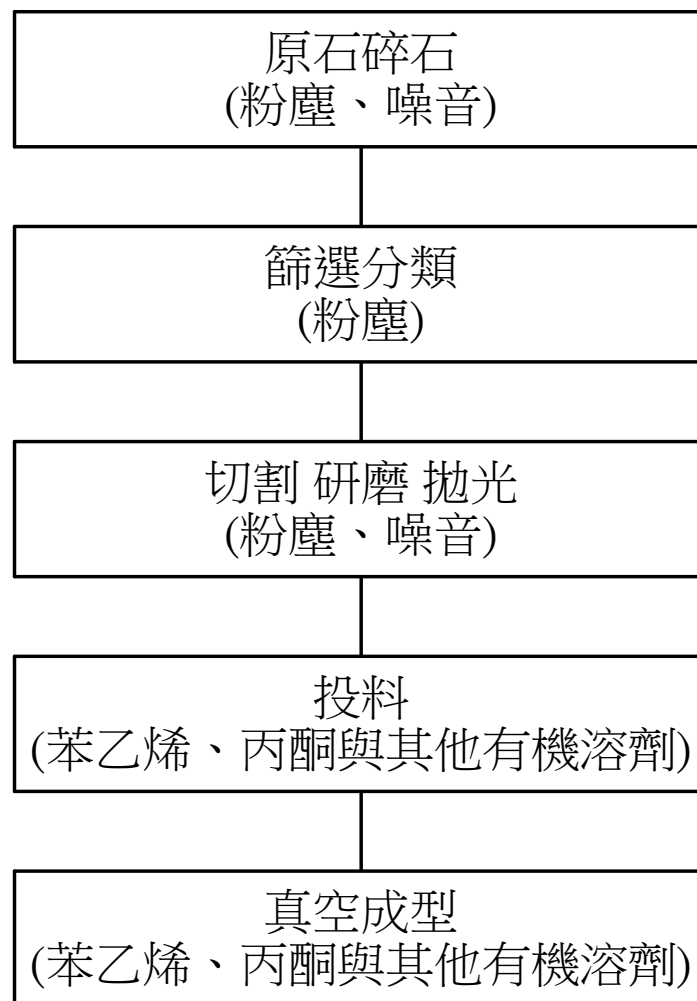 原石碎石
(粉塵、噪音)
篩選分類
(粉塵)
切割 研磨 拋光
(粉塵、噪音)
投料
(苯乙烯、丙酮與其他有機溶劑)
真空成型
(苯乙烯、丙酮與其他有機溶劑)